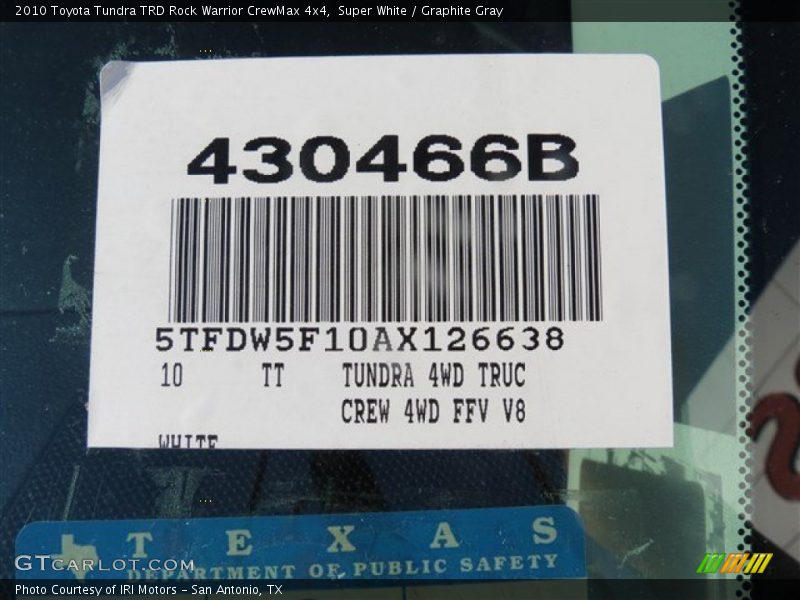 2010 Toyota Tundra TRD Rock Warrior CrewMax 4x4, Super White / Graphite Gray
430466B
5TFDW5F10AX126638
10 TT TUNDRA 4WD TRUC
CREW 4WD FFV V8
WHITE
TEXAS
DEPARTMENT OF PUBLIC SAFETY
GTcarlot.com
Photo Courtesy of IRI Motors - San Antonio, TX